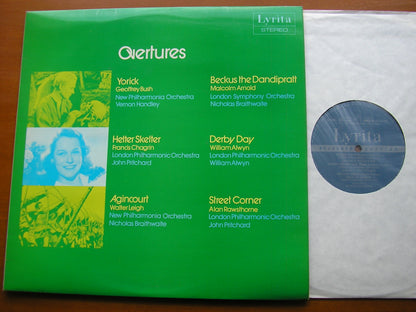 Lyrita
STEREO
Overtures
Yorick
Geoffrey Bush
New Philharmonia Orchestra
Vernon Handley
Beckus the Dandipratt
Malcolm Arnold
London Symphony Orchestra
Nicholas Braithwaite
Helter Skelter
Francis Chagrin
London Philharmonic Orchestra
John Pritchard
Derby Day
William Alwyn
London Philharmonic Orchestra
William Alwyn
Agincourt
Walter Leigh
New Philharmonia Orchestra
Nicholas Braithwaite
Street Corner
Alan Rawsthorne
London Philharmonic Orchestra
John Pritchard
Lyrita